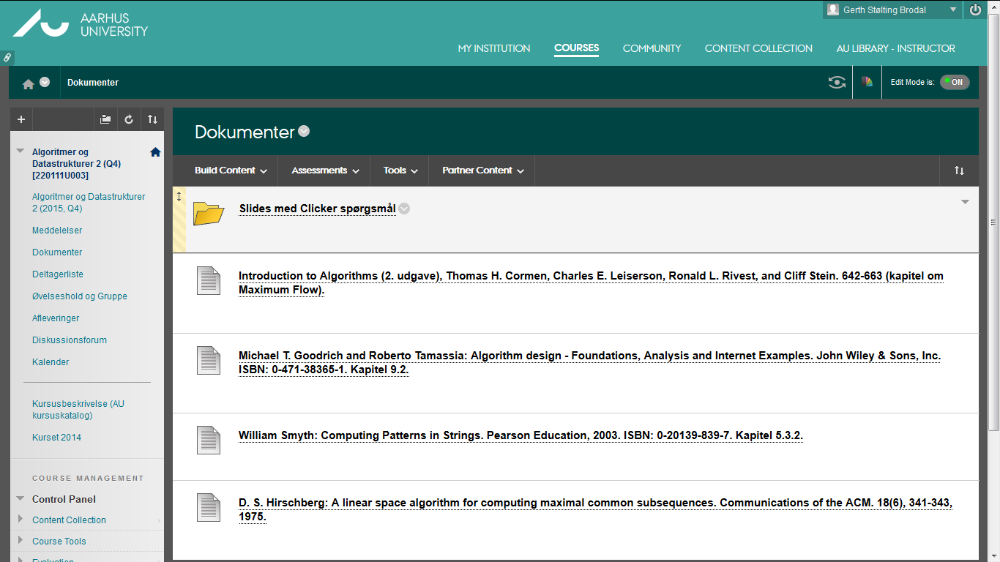 AARHUS
UNIVERSITY
Gerth Stølting Brodal
MY INSTITUTION
COURSES
COMMUNITY
CONTENT COLLECTION
AU LIBRARY - INSTRUCTOR
Dokumenter
Edit Mode is:
ON
Algoritmer og
Datastrukturer 2 (Q4)
[220111U003]
Algoritmer og Datastrukturer
2 (2015, Q4)
Meddelelser
Dokumenter
Deltagerliste
Øvelseshold og Gruppe
Afleveringer
Diskussionsforum
Kalender
Kursusbeskrivelse (AU
kursuskatalog)
Kurset 2014
COURSE MANAGEMENT
Control Panel
Content Collection
Course Tools
Evaluation
Dokumenter
Build Content
Assessments
Tools
Partner Content
Slides med Clicker spørgsmål
Introduction to Algorithms (2. udgave), Thomas H. Cormen, Charles E. Leiserson, Ronald L. Rivest, and Cliff Stein. 642-663 (kapitel om
Maximum Flow).
Michael T. Goodrich and Roberto Tamassia: Algorithm design - Foundations, Analysis and Internet Examples. John Wiley & Sons, Inc.
ISBN: 0-471-38365-1. Kapitel 9.2.
William Smyth: Computing Patterns in Strings. Pearson Education, 2003. ISBN: 0-20139-839-7. Kapitel 5.3.2.
D. S. Hirschberg: A linear space algorithm for computing maximal common subsequences. Communications of the ACM. 18(6), 341-343,
1975.